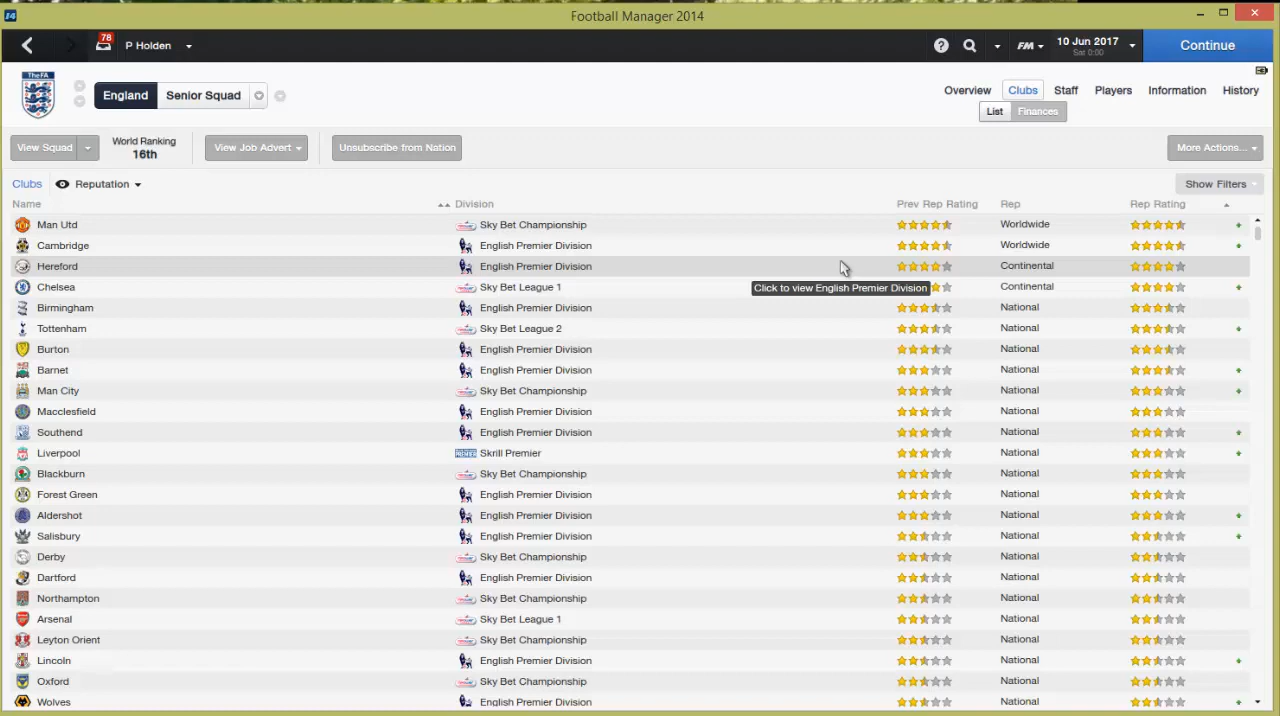 Football Manager 2014
78 P Holden FM 10 Jun 2017 Continue
Sat 0:00
The FA
England Senior Squad Overview Clubs Staff Players Information History
List Finances
View Squad World Ranking 16th View Job Advert Unsubscribe from Nation More Actions...
Clubs Reputation Show Filters
Name Division Prev Rep Rating Rep Rep Rating
Man Utd Sky Bet Championship Worldwide
Cambridge English Premier Division Worldwide
Hereford English Premier Division Continental
Chelsea Sky Bet League 1 Continental
Click to view English Premier Division
Birmingham English Premier Division National
Tottenham Sky Bet League 2 National
Burton English Premier Division National
Barnet English Premier Division National
Man City Sky Bet Championship National
Macclesfield English Premier Division National
Southend English Premier Division National
Liverpool Skrill Premier National
Blackburn Sky Bet Championship National
Forest Green English Premier Division National
Aldershot English Premier Division National
Salisbury English Premier Division National
Derby Sky Bet Championship National
Dartford English Premier Division National
Northampton Sky Bet Championship National
Arsenal Sky Bet League 1 National
Leyton Orient Sky Bet Championship National
Lincoln English Premier Division National
Oxford Sky Bet Championship National
Wolves English Premier Division National